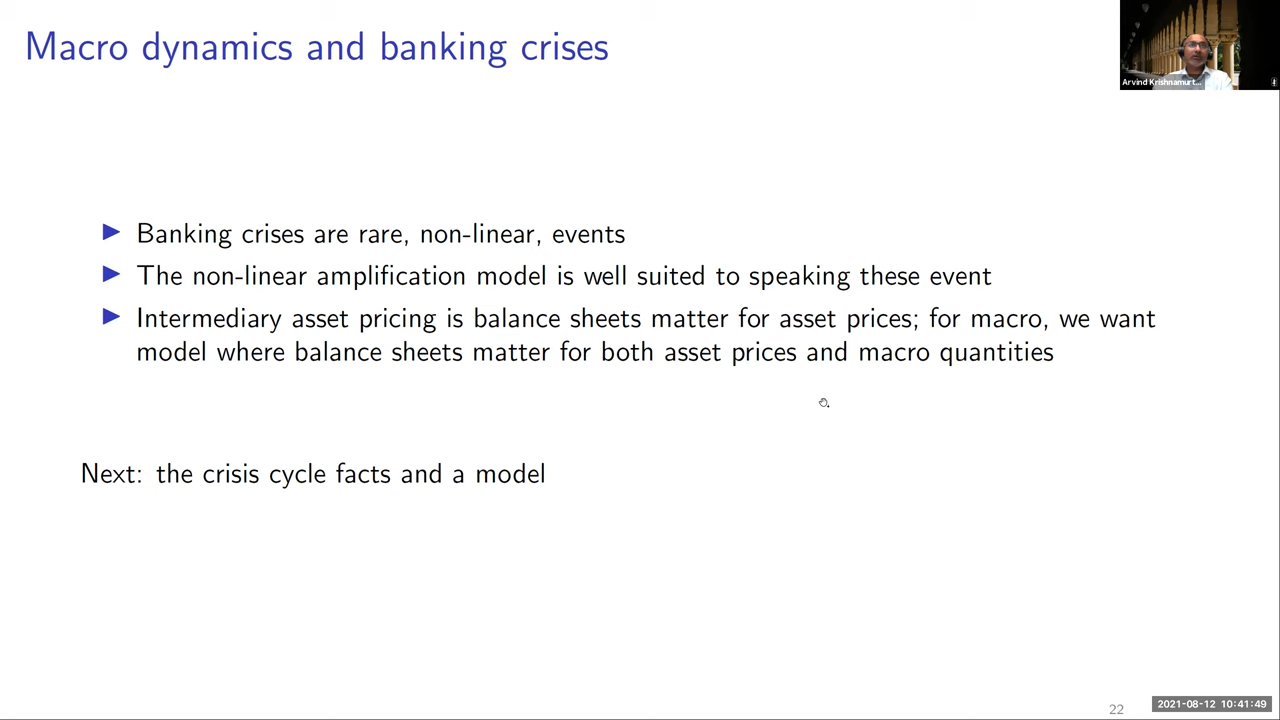 Macro dynamics and banking crises
Arvind Krishnamurt...
Banking crises are rare, non-linear, events
The non-linear amplification model is well suited to speaking these event
Intermediary asset pricing is balance sheets matter for asset prices; for macro, we want
model where balance sheets matter for both asset prices and macro quantities
Next: the crisis cycle facts and a model
22
2021-08-12 10:41:49